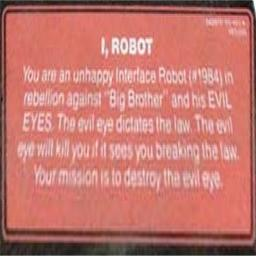 I, ROBOT
You are an unhappy Interface Robot (#1984) in
rebellion against "Big Brother" and his EVIL
EYES. The evil eye dictates the law. The evil
eye will kill you if it sees you breaking the law.
Your mission is to destroy the evil eye.